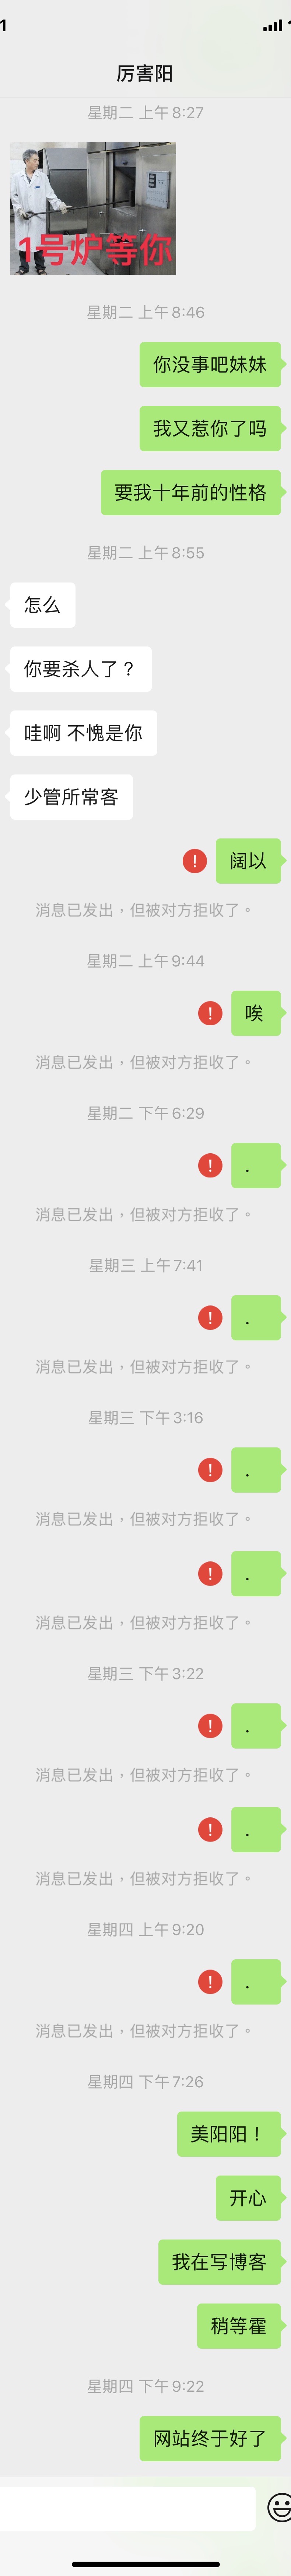 1
厉害阳
星期二 上午8:27
1号炉等你
星期二 上午8:46
你没事吧妹妹
我又惹你了吗
要我十年前的性格
星期二 上午8:55
怎么
你要杀人了？
哇啊 不愧是你
少管所常客
阔以
消息已发出，但被对方拒收了。
星期二 上午9:44
唉
消息已发出，但被对方拒收了。
星期二 下午6:29
.
消息已发出，但被对方拒收了。
星期三 上午7:41
.
消息已发出，但被对方拒收了。
星期三 下午3:16
.
消息已发出，但被对方拒收了。
.
消息已发出，但被对方拒收了。
星期三 下午3:22
.
消息已发出，但被对方拒收了。
.
消息已发出，但被对方拒收了。
星期四 上午9:20
.
消息已发出，但被对方拒收了。
星期四 下午7:26
美阳阳！
开心
我在写博客
稍等霍
星期四 下午9:22
网站终于好了